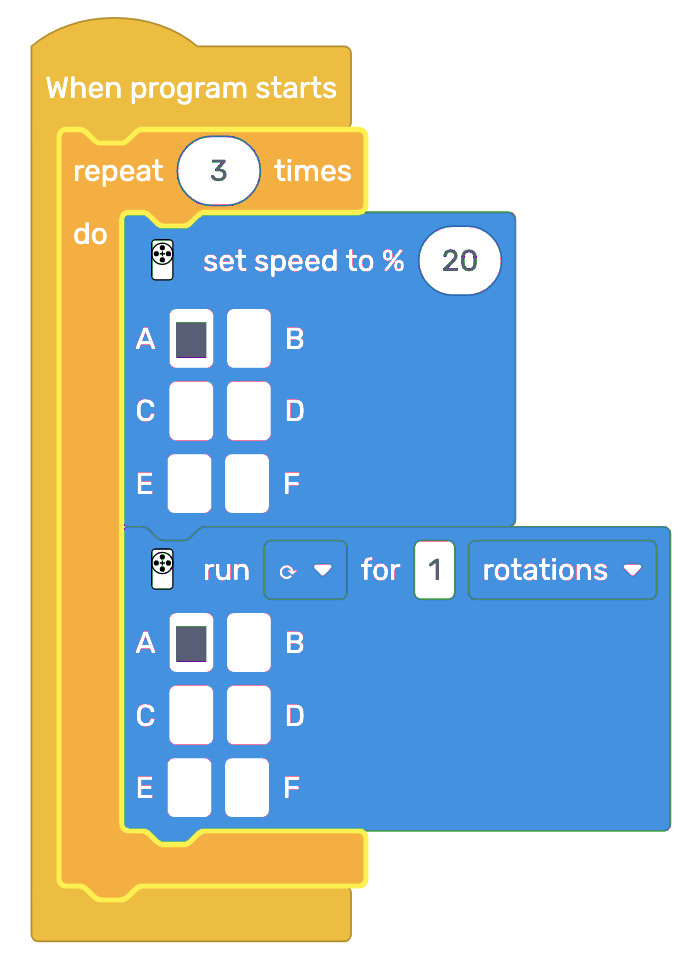 When program starts
repeat 3 times
do
set speed to % 20
A B
C D
E F
run ⟳ for 1 rotations
A B
C D
E F